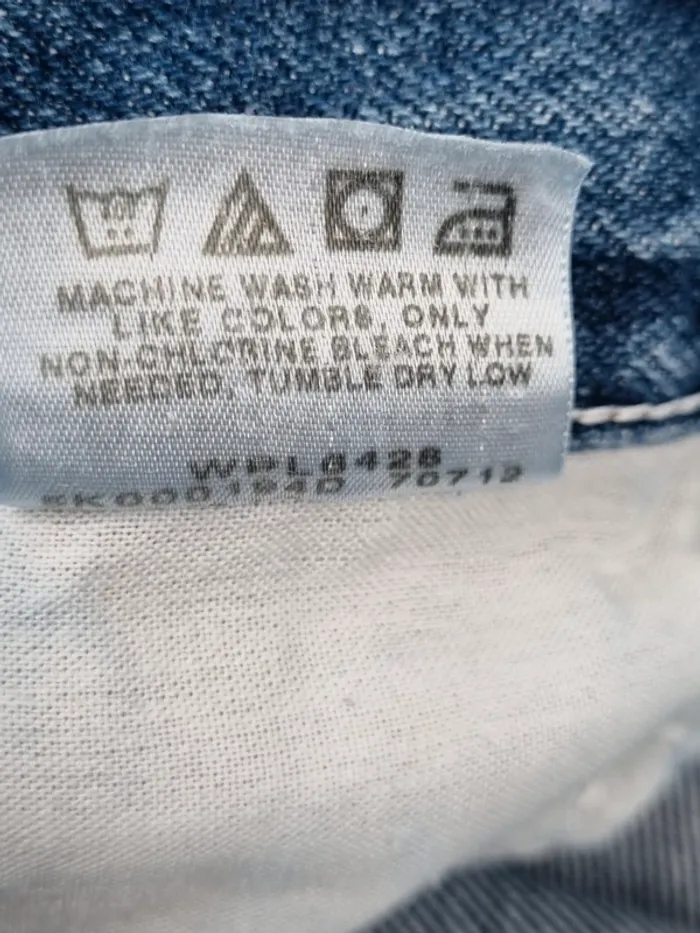 MACHINE WASH WARM WITH
LIKE COLORS, ONLY
NON-CHLORINE BLEACH WHEN
NEEDED, TUMBLE DRY LOW
WPL8428
70712